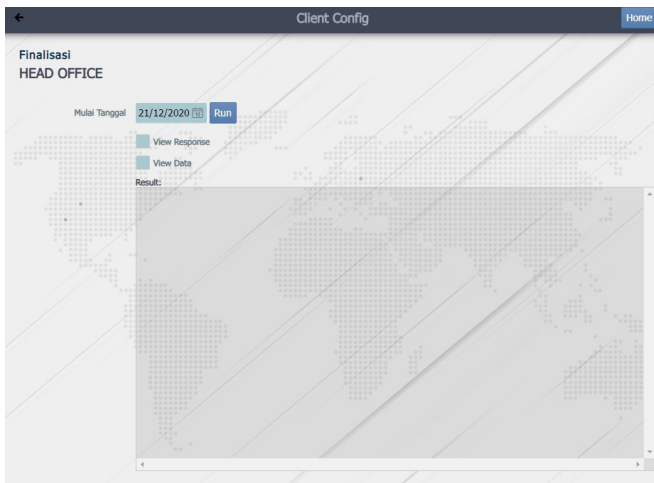 Client Config
Home
Finalisasi
HEAD OFFICE
Mulai Tanggal 21/12/2020 Run
View Response
View Data
Result: